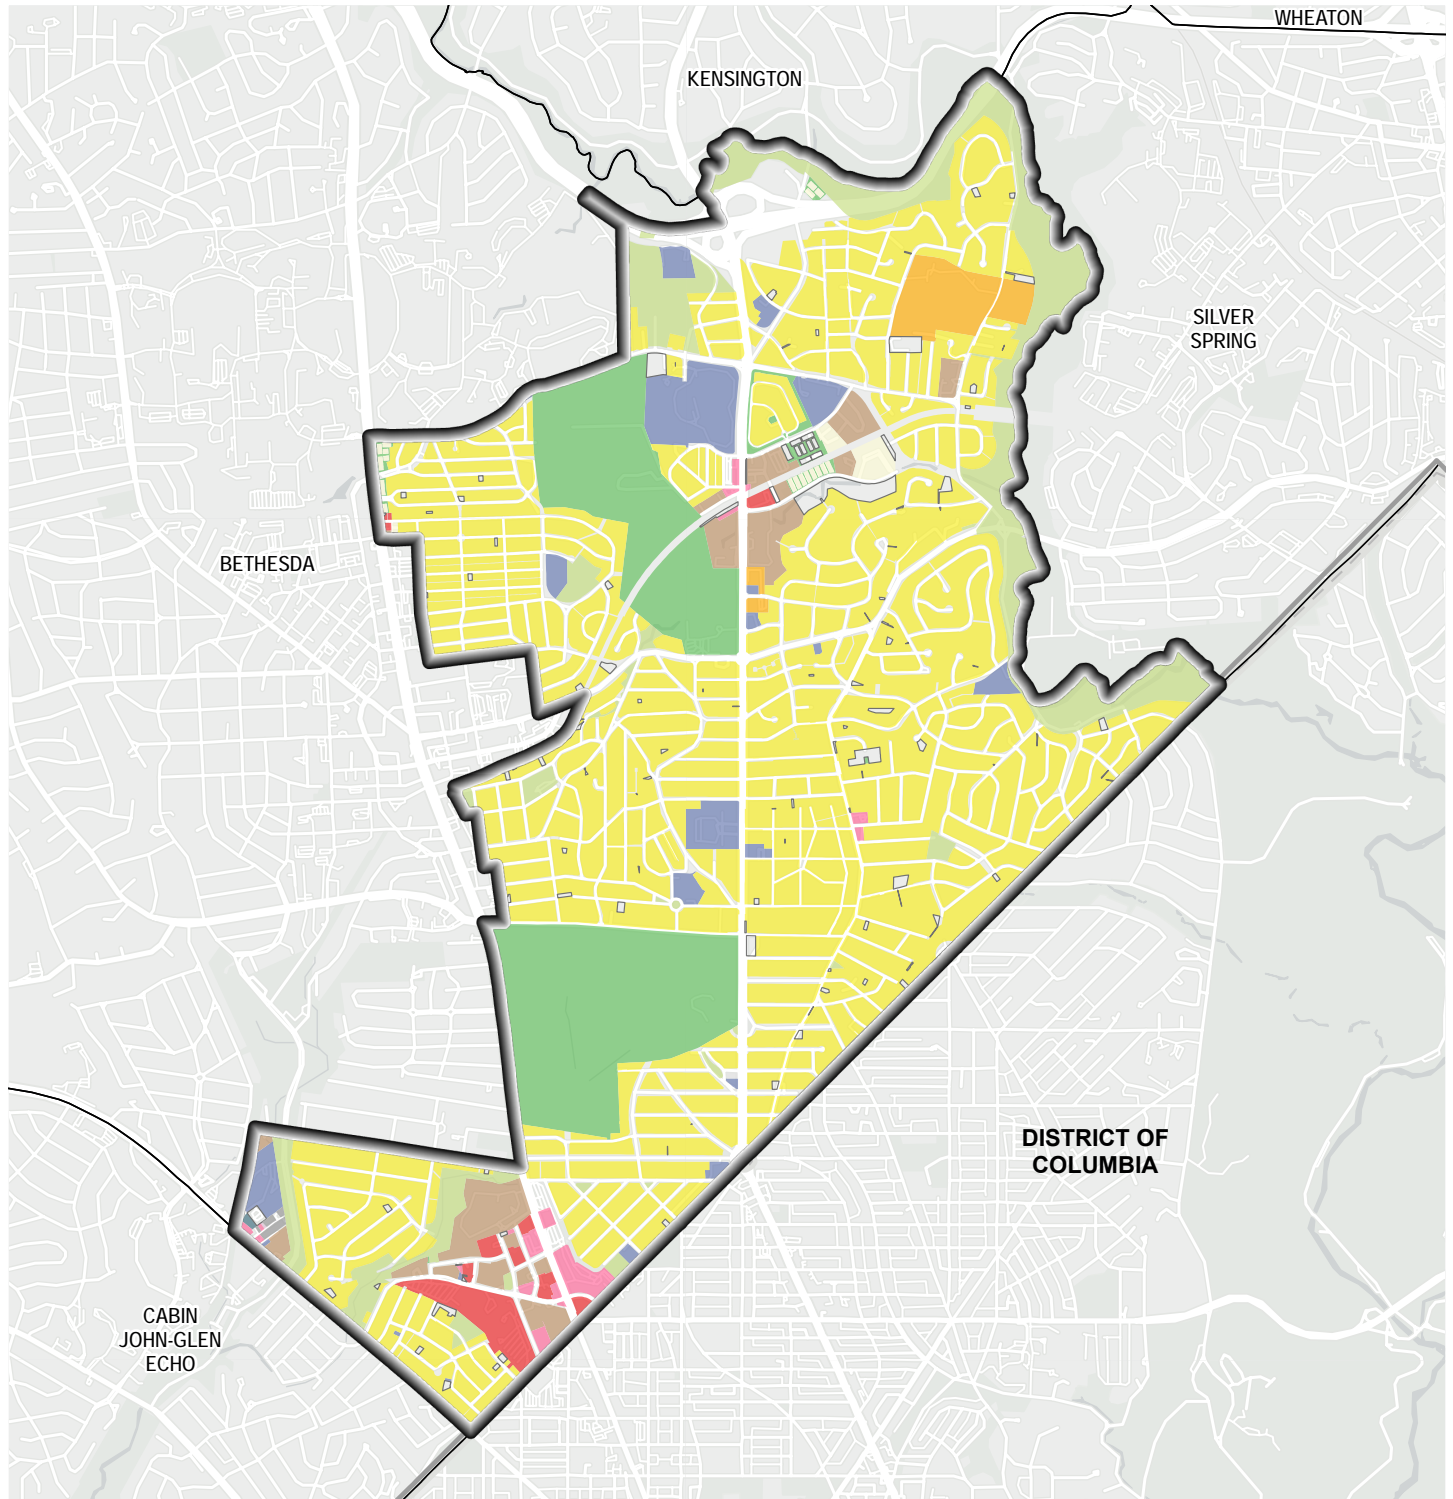 WHEATON
KENSINGTON
SILVER
SPRING
BETHESDA
DISTRICT OF
COLUMBIA
CABIN
JOHN-GLEN
ECHO